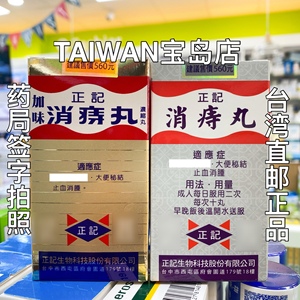 TAIWAN宝岛店
药局签字拍照
台湾直邮正品
建議售價560元
正記
加味消痔丸
濃縮丸
適應症
大便秘結
止血消腫
正記
正記生物科技股份有限公司
台中市西屯區府會園道179號18樓
建議售價560元
正記
消痔丸
適應症
大便秘結
止血消腫
用法・用量
成人每日服用二次
每次十丸
早晚飯後溫開水送服
正記
正記生物科技股份有限公司
台中市西屯區府會園道179號18樓